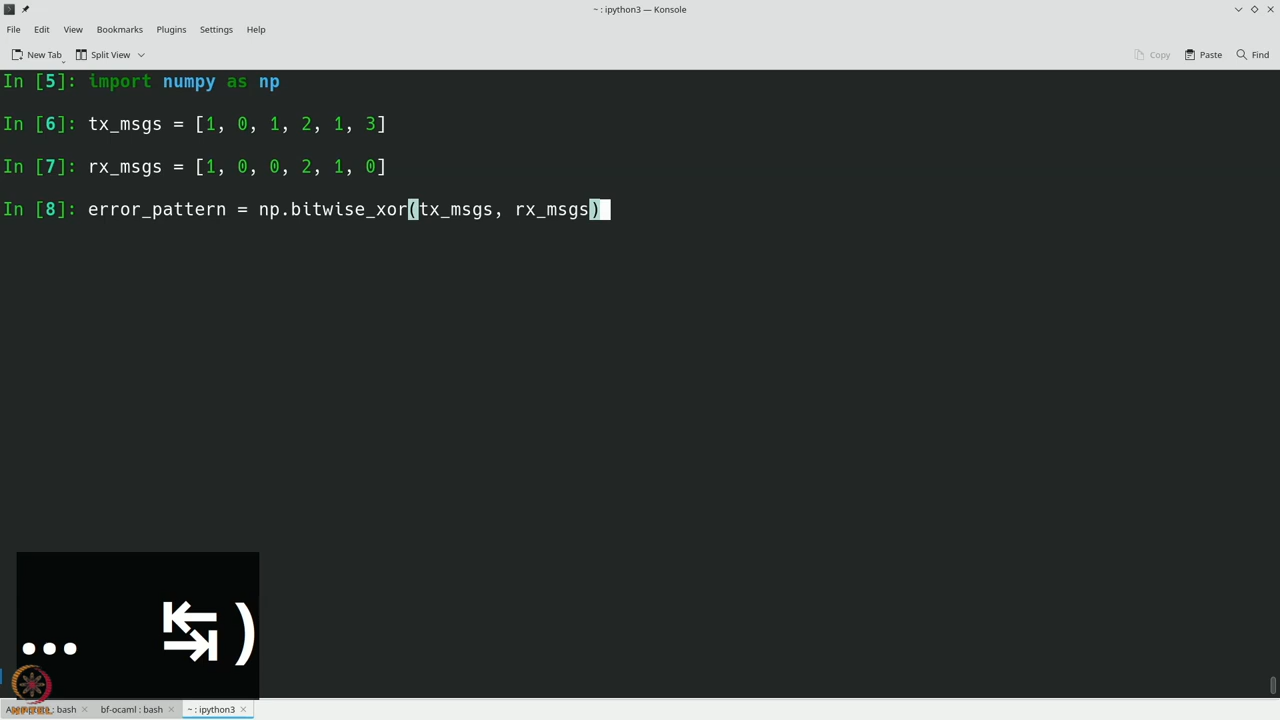 ~ : ipython3 — Konsole
File Edit View Bookmarks Plugins Settings Help
New Tab Split View Copy Paste Find
In [5]: import numpy as np
In [6]: tx_msgs = [1, 0, 1, 2, 1, 3]
In [7]: rx_msgs = [1, 0, 0, 2, 1, 0]
In [8]: error_pattern = np.bitwise_xor(tx_msgs, rx_msgs)
... ↹)
NPTEL
: bash bf-ocaml : bash ~ : ipython3